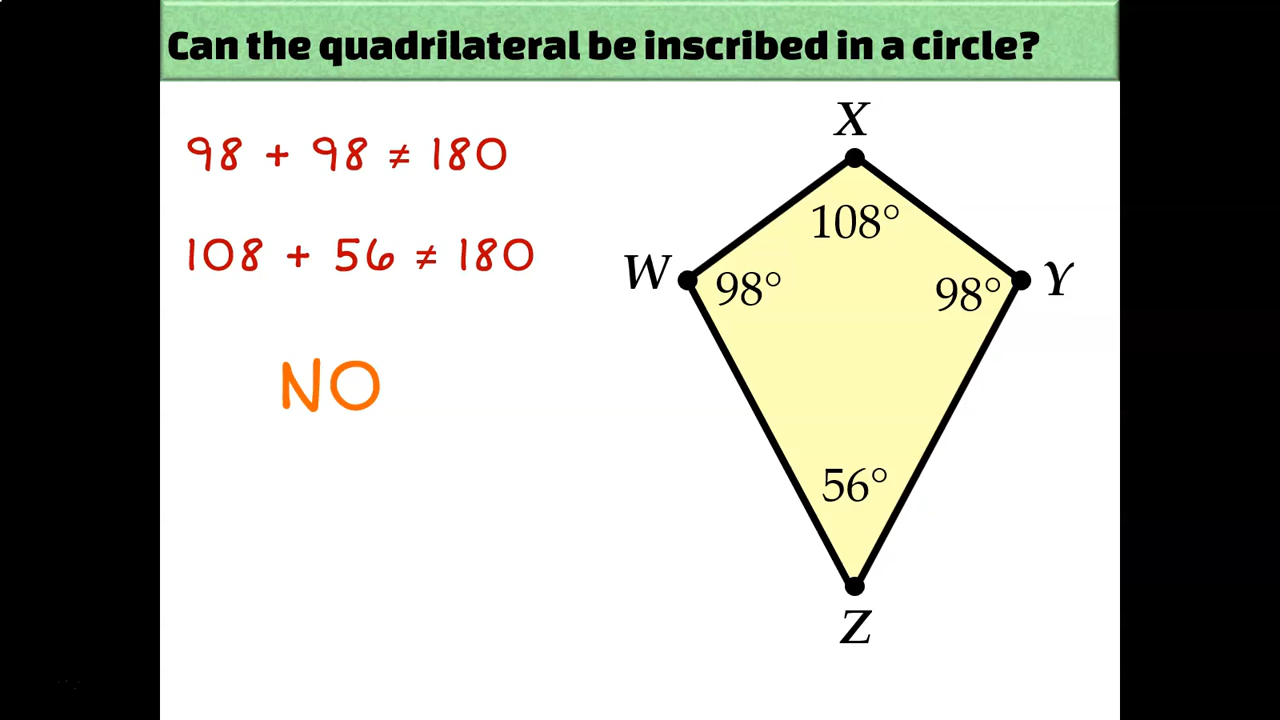 Can the quadrilateral be inscribed in a circle?
98 + 98 ≠ 180
108 + 56 ≠ 180
NO
X
108°
W
98°
98°
Y
56°
Z